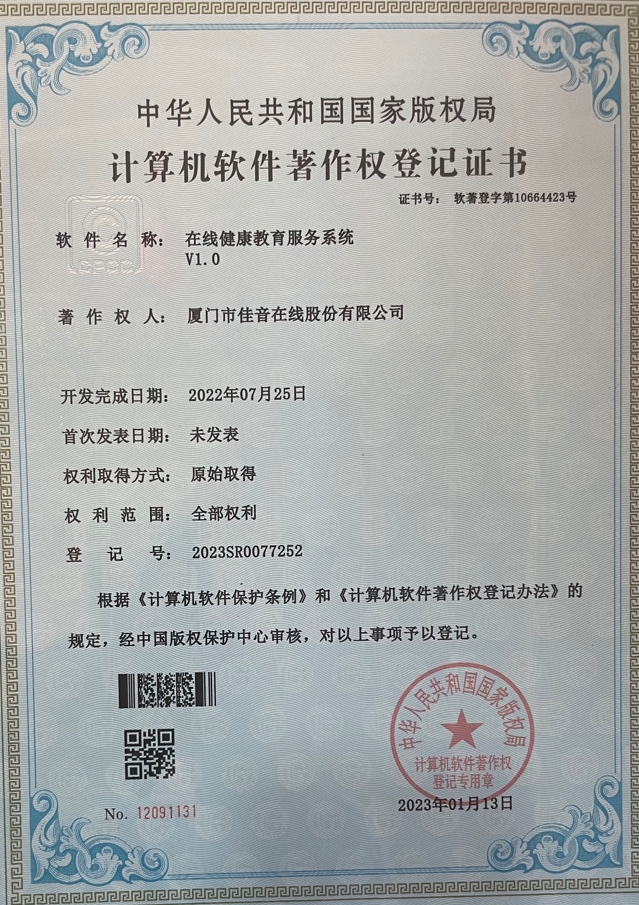 中华人民共和国国家版权局
计算机软件著作权登记证书
证书号： 软著登字第10664423号
软件名称： 在线健康教育服务系统
V1.0
著作权人： 厦门市佳音在线股份有限公司
开发完成日期： 2022年07月25日
首次发表日期： 未发表
权利取得方式： 原始取得
权利范围： 全部权利
登记号： 2023SR0077252
根据《计算机软件保护条例》和《计算机软件著作权登记办法》的
规定，经中国版权保护中心审核，对以上事项予以登记。
中华人民共和国国家版权局
计算机软件著作权
登记专用章
No. 12091131
2023年01月13日